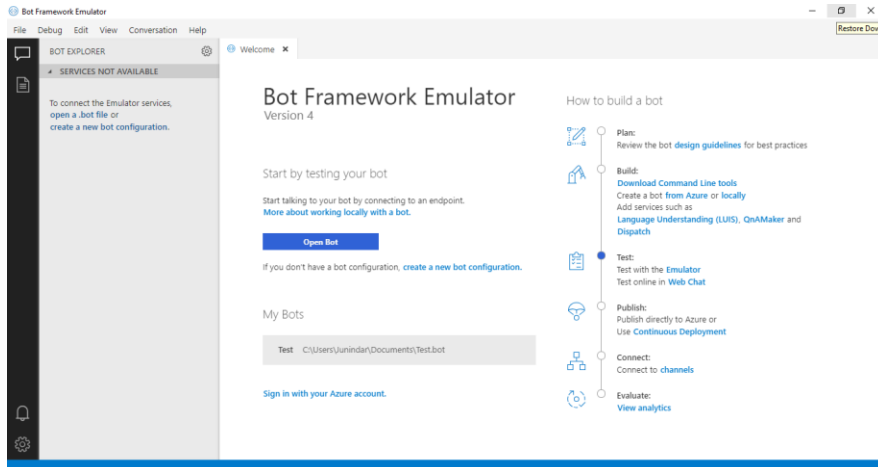 Bot Framework Emulator
File Debug Edit View Conversation Help
Restore Dow
BOT EXPLORER
Welcome
SERVICES NOT AVAILABLE
To connect the Emulator services,
open a .bot file or
create a new bot configuration.
Bot Framework Emulator
Version 4
Start by testing your bot
Start talking to your bot by connecting to an endpoint.
More about working locally with a bot.
Open Bot
If you don't have a bot configuration, create a new bot configuration.
My Bots
Test C:\Users\Junindar\Documents\Test.bot
Sign in with your Azure account.
How to build a bot
Plan:
Review the bot design guidelines for best practices
Build:
Download Command Line tools
Create a bot from Azure or locally
Add services such as
Language Understanding (LUIS), QnAMaker and
Dispatch
Test:
Test with the Emulator
Test online in Web Chat
Publish:
Publish directly to Azure or
Use Continuous Deployment
Connect:
Connect to channels
Evaluate:
View analytics